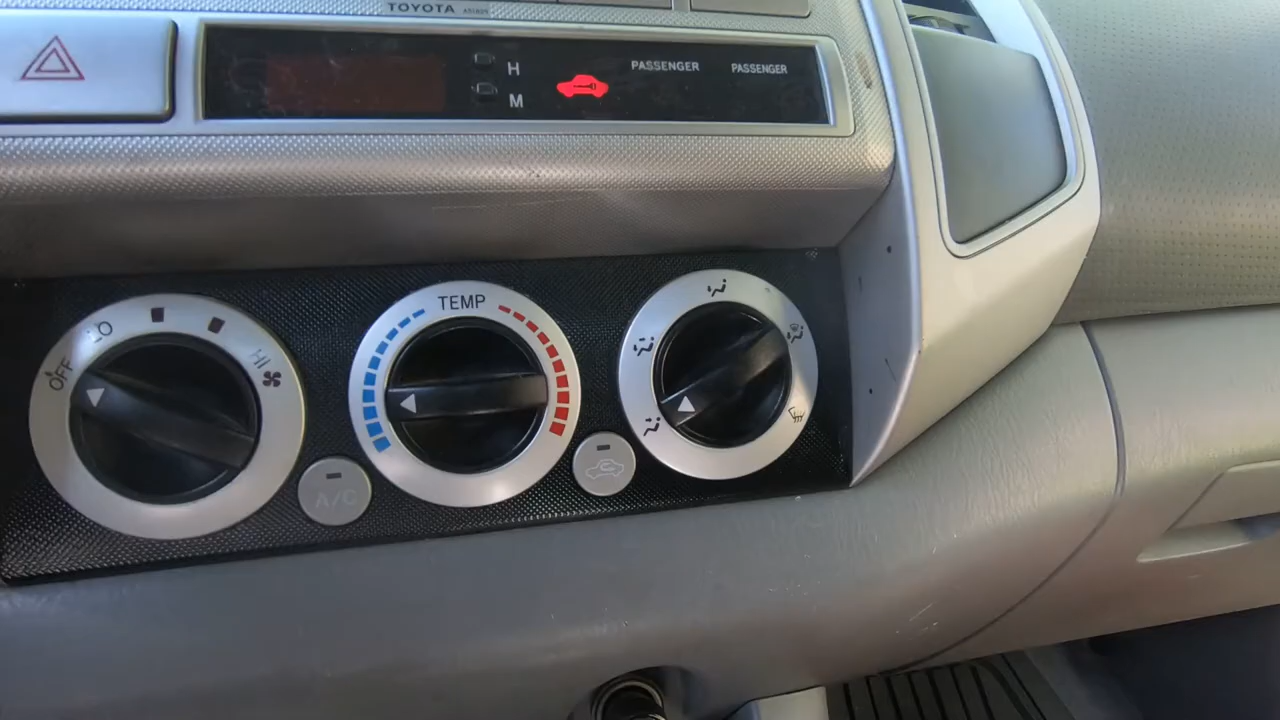 TOYOTA
H
M
PASSENGER
PASSENGER
OFF
LO
HI
TEMP
A/C